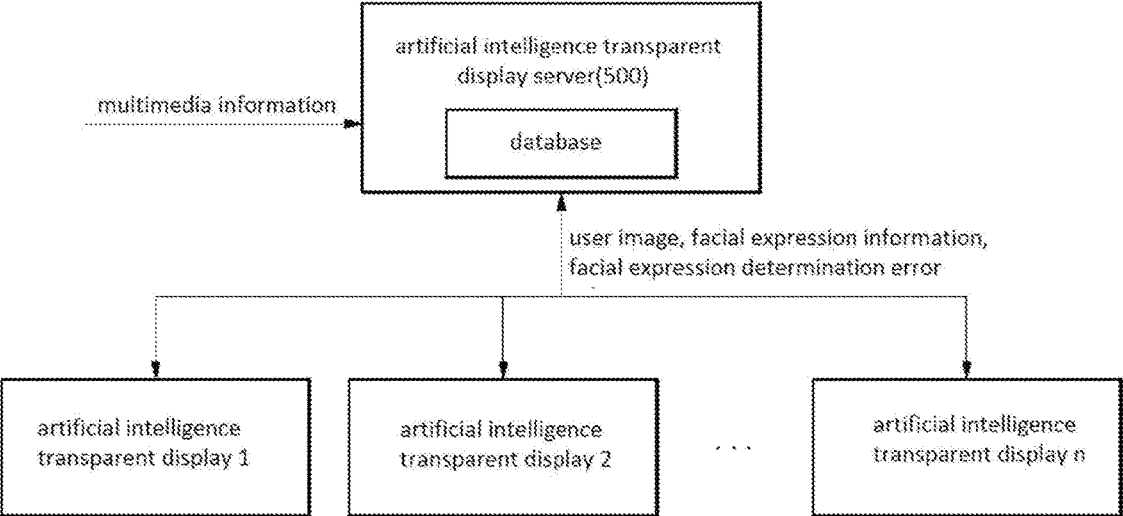 artificial intelligence transparent
display server(500)
multimedia information
database
user image, facial expression information,
facial expression determination error
artificial intelligence
transparent display 1
artificial intelligence
transparent display 2
. . .
artificial intelligence
transparent display n